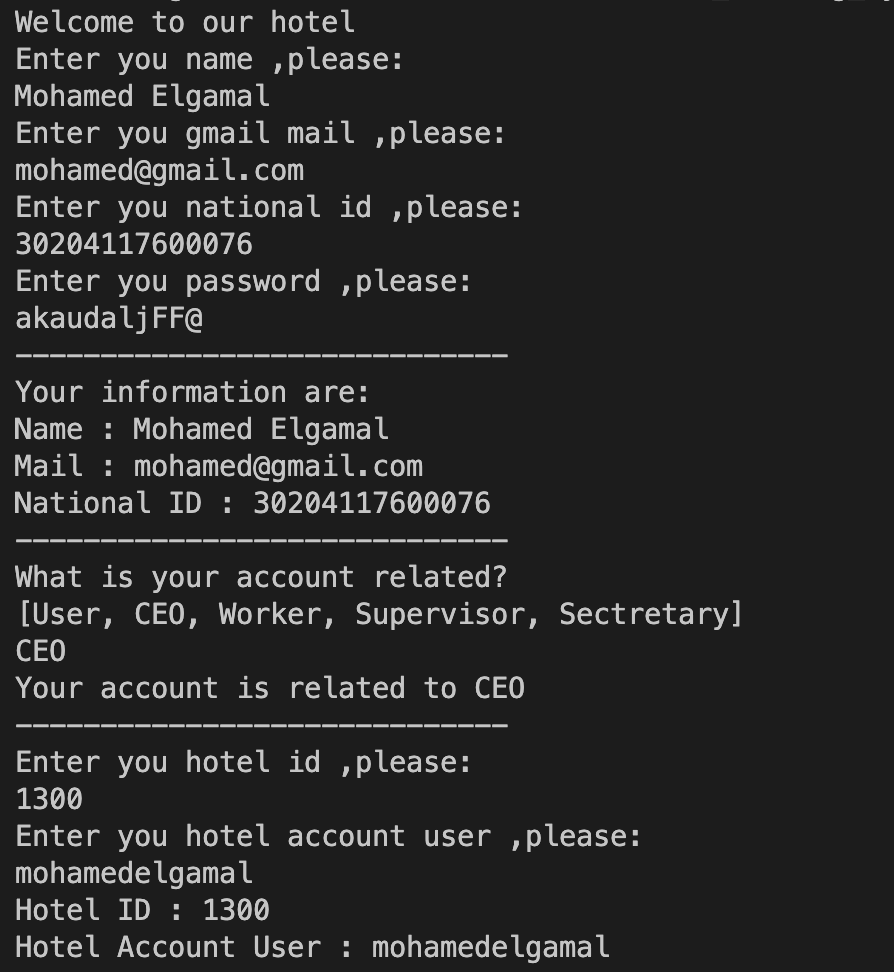 Welcome to our hotel
Enter you name ,please:
Mohamed Elgamal
Enter you gmail mail ,please:
mohamed@gmail.com
Enter you national id ,please:
30204117600076
Enter you password ,please:
akaudaljFF@
-----------------------------
Your information are:
Name : Mohamed Elgamal
Mail : mohamed@gmail.com
National ID : 30204117600076
-----------------------------
What is your account related?
[User, CEO, Worker, Supervisor, Sectretary]
CEO
Your account is related to CEO
-----------------------------
Enter you hotel id ,please:
1300
Enter you hotel account user ,please:
mohamedelgamal
Hotel ID : 1300
Hotel Account User : mohamedelgamal